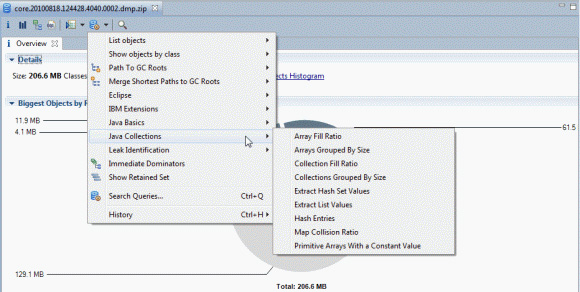 core.20100818.124428.4040.0002.dmp.zip
i Overview
Details
Size: 206.6 MB Classes
cts Histogram
Biggest Objects by R
11.9 MB
4.1 MB
61.5
129.1 MB
Total: 206.6 MB
List objects
Show objects by class
Path To GC Roots
Merge Shortest Paths to GC Roots
Eclipse
IBM Extensions
Java Basics
Java Collections
Leak Identification
Immediate Dominators
Show Retained Set
Search Queries... Ctrl+Q
History Ctrl+H
Array Fill Ratio
Arrays Grouped By Size
Collection Fill Ratio
Collections Grouped By Size
Extract Hash Set Values
Extract List Values
Hash Entries
Map Collision Ratio
Primitive Arrays With a Constant Value